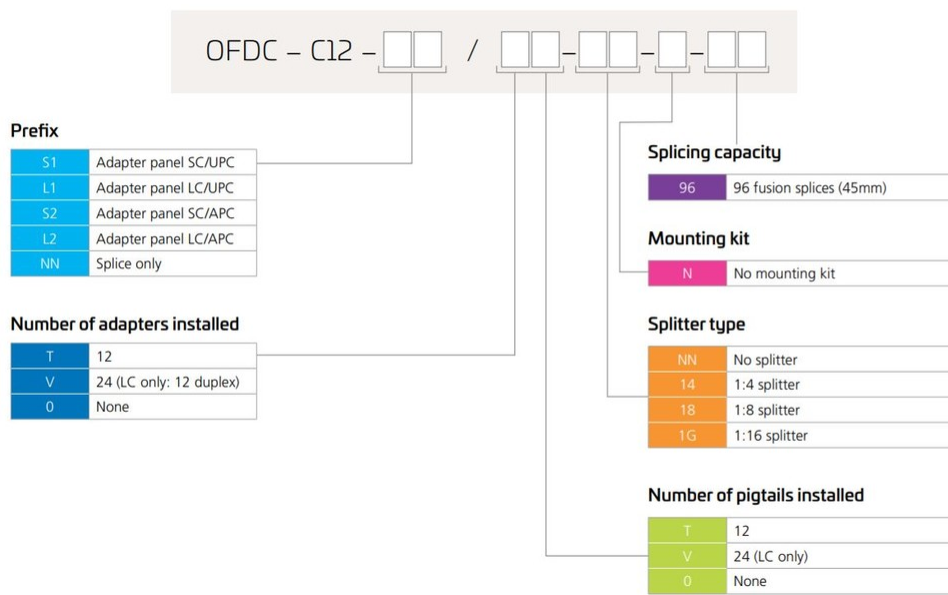 OFDC – C12 – / – – –
Prefix
S1 Adapter panel SC/UPC
L1 Adapter panel LC/UPC
S2 Adapter panel SC/APC
L2 Adapter panel LC/APC
NN Splice only
Number of adapters installed
T 12
V 24 (LC only: 12 duplex)
0 None
Splicing capacity
96 96 fusion splices (45mm)
Mounting kit
N No mounting kit
Splitter type
NN No splitter
14 1:4 splitter
18 1:8 splitter
1G 1:16 splitter
Number of pigtails installed
T 12
V 24 (LC only)
0 None